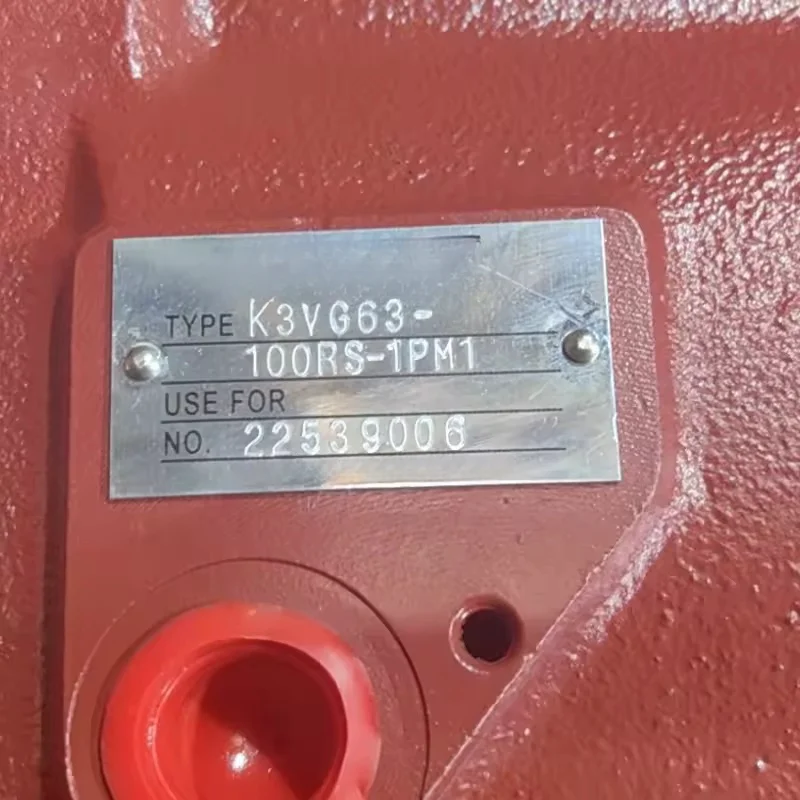 TYPE K3VG63-
100RS-1PM1
USE FOR
NO. 22539006